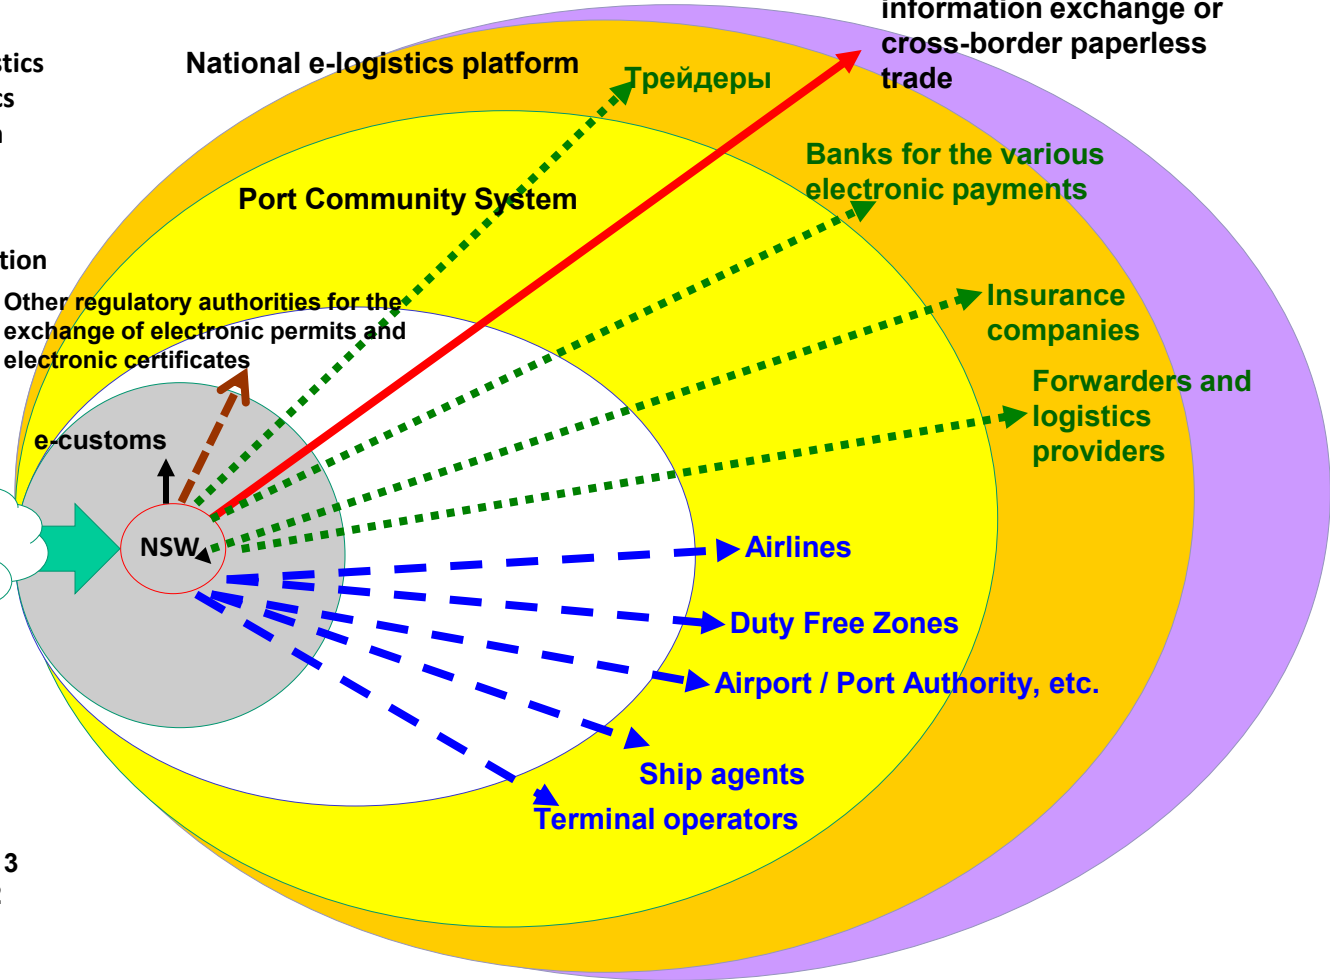 information exchange or
cross-border paperless
trade
National e-logistics platform
Трейдеры
Banks for the various
electronic payments
Port Community System
Other regulatory authorities for the
exchange of electronic permits and
electronic certificates
Insurance
companies
Forwarders and
logistics
providers
e-customs
NSW
Airlines
Duty Free Zones
Airport / Port Authority, etc.
Ship agents
Terminal operators
3